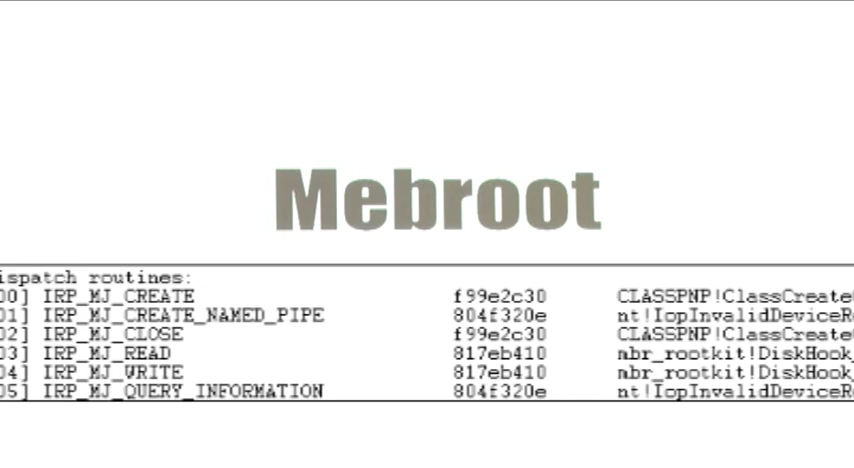 Mebroot
ispatch routines:
00] IRP_MJ_CREATE f99e2c30 CLASSPNP!ClassCreate
01] IRP_MJ_CREATE_NAMED_PIPE 804f320e nt!IopInvalidDeviceR
02] IRP_MJ_CLOSE f99e2c30 CLASSPNP!ClassCreate
03] IRP_MJ_READ 817eb410 mbr_rootkit!DiskHook_
04] IRP_MJ_WRITE 817eb410 mbr_rootkit!DiskHook_
05] IRP_MJ_QUERY_INFORMATION 804f320e nt!IopInvalidDeviceR